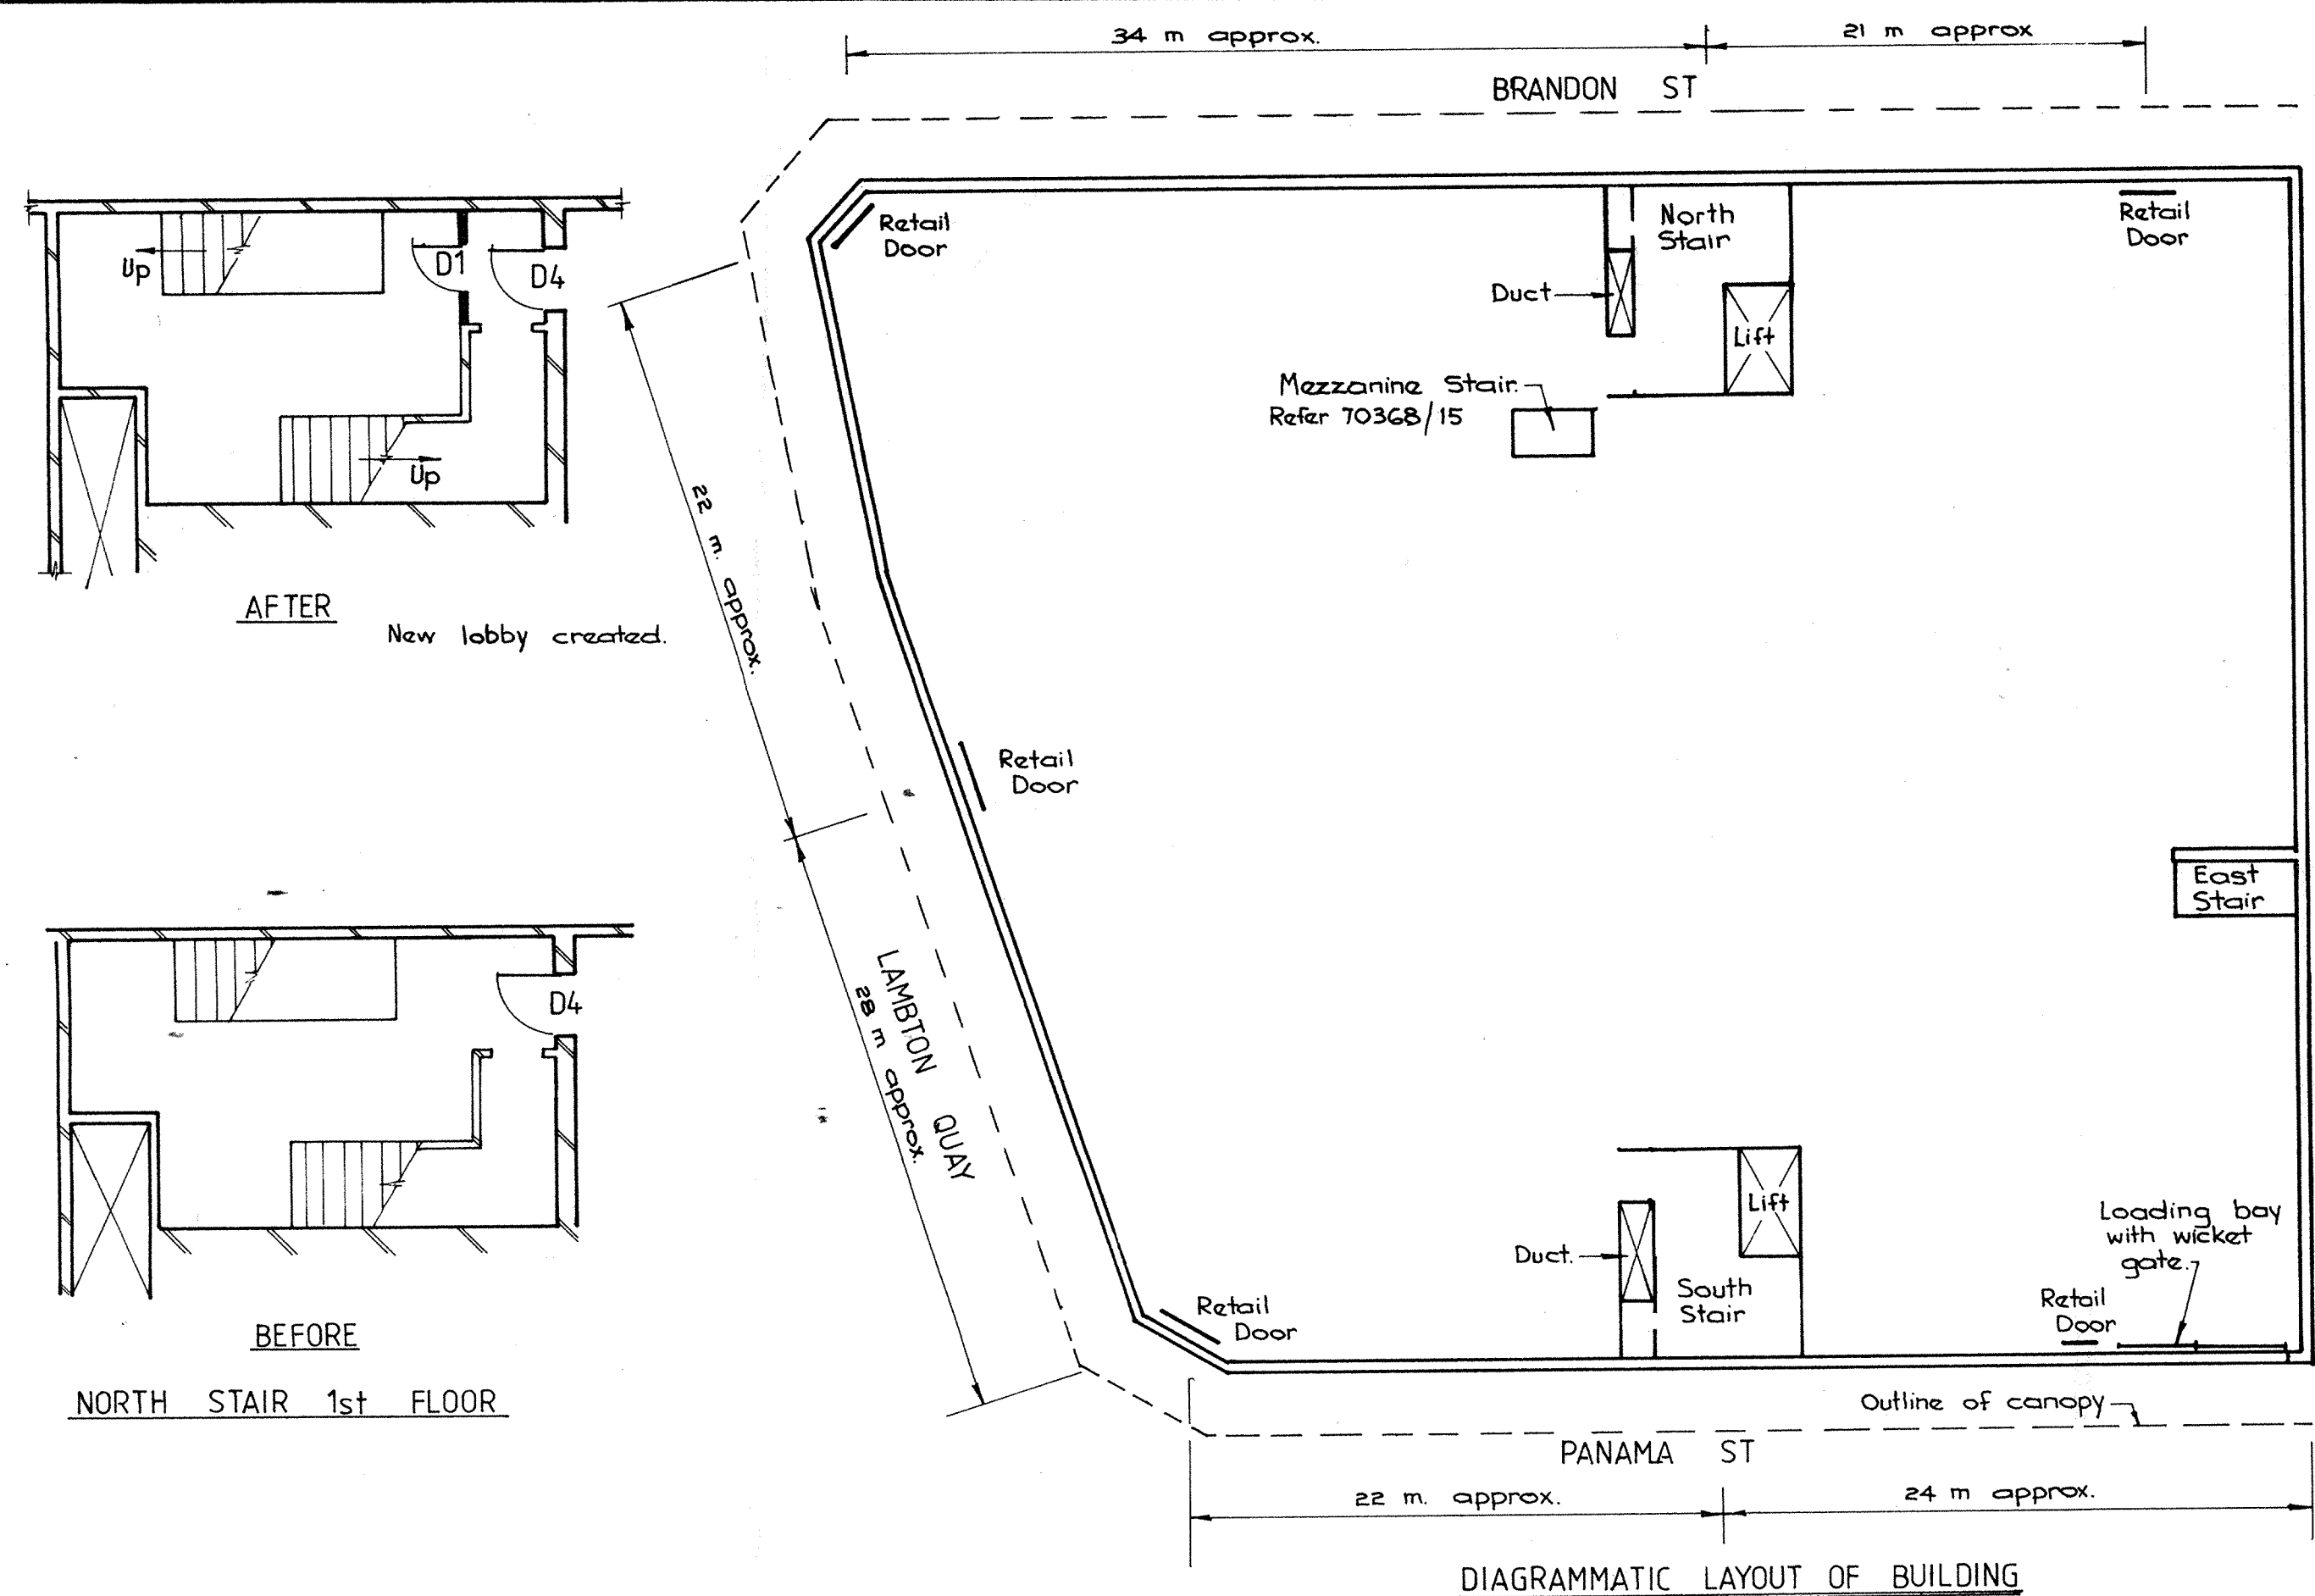 34 m approx.
21 m approx
BRANDON ST
Retail
Door
North
Stair
Retail
Door
Duct
Lift
Mezzanine Stair.
Refer 70368/15
Up
D1
D4
Up
AFTER
New lobby created.
22 m. approx.
Retail
Door
East
Stair
LAMBTON QUAY
28 m approx.
D4
BEFORE
NORTH STAIR 1st FLOOR
Lift
Duct.
South
Stair
Retail
Door
Loading bay
with wicket
gate.
Retail
Door
Outline of canopy
PANAMA ST
22 m. approx.
24 m approx.
DIAGRAMMATIC LAYOUT OF BUILDING